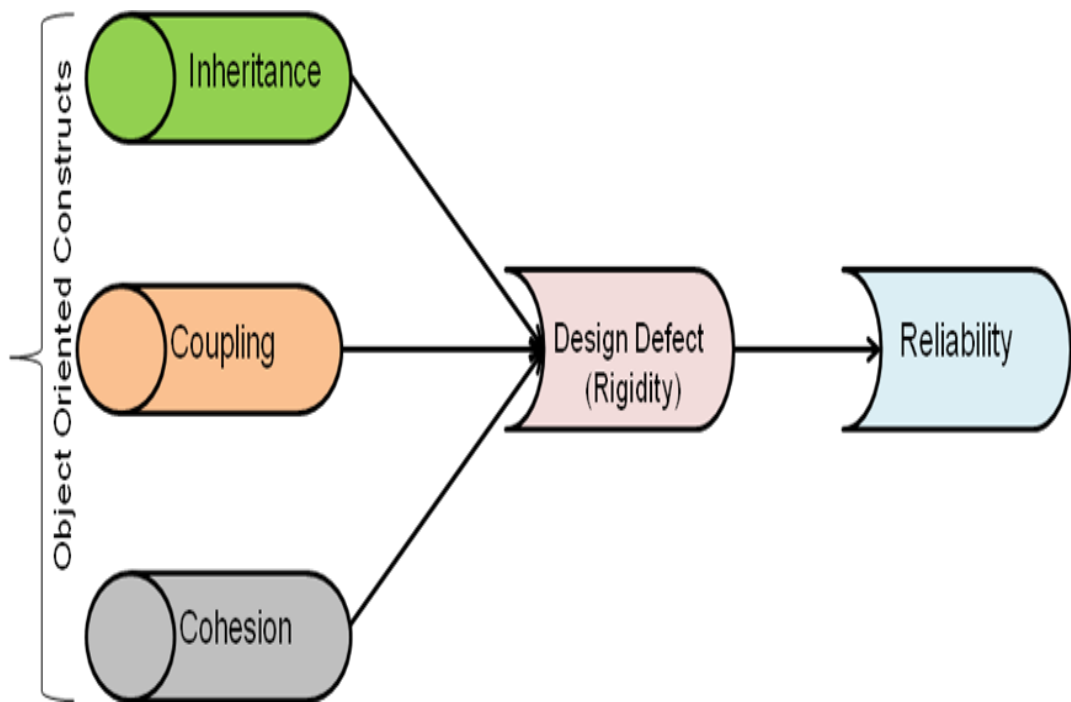 Object Oriented Constructs
Inheritance
Coupling
Cohesion
Design Defect
(Rigidity)
Reliability